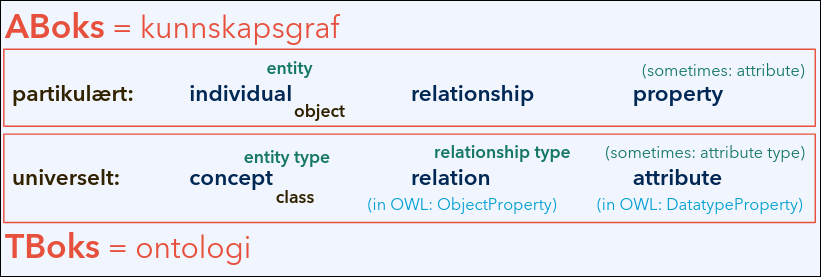 ABoks = kunnskapsgraf
entity (sometimes: attribute)
partikulært: individual relationship property
object
entity type relationship type (sometimes: attribute type)
universelt: concept relation attribute
class (in OWL: ObjectProperty) (in OWL: DatatypeProperty)
TBoks = ontologi